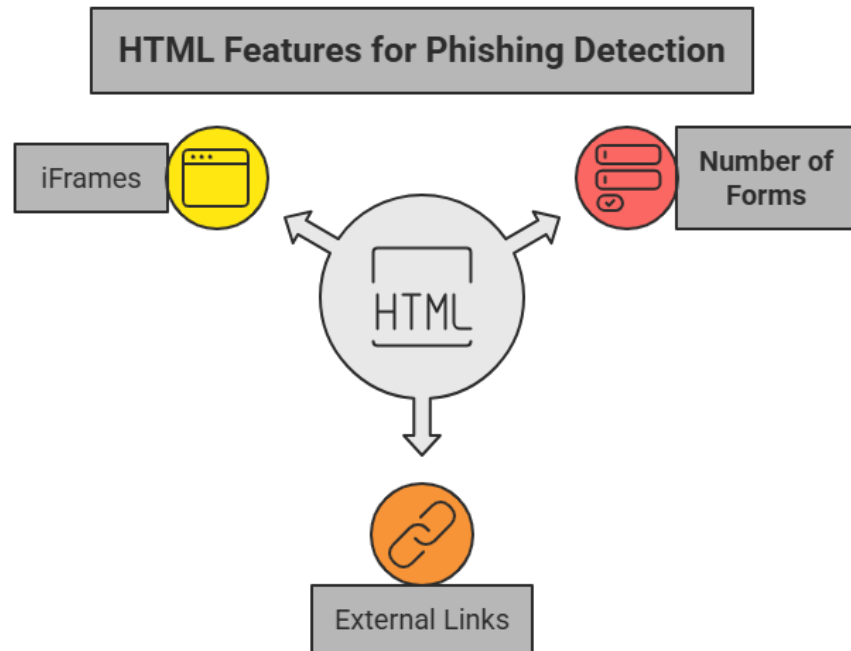 HTML Features for Phishing Detection
iFrames
Number of
Forms
HTML
External Links